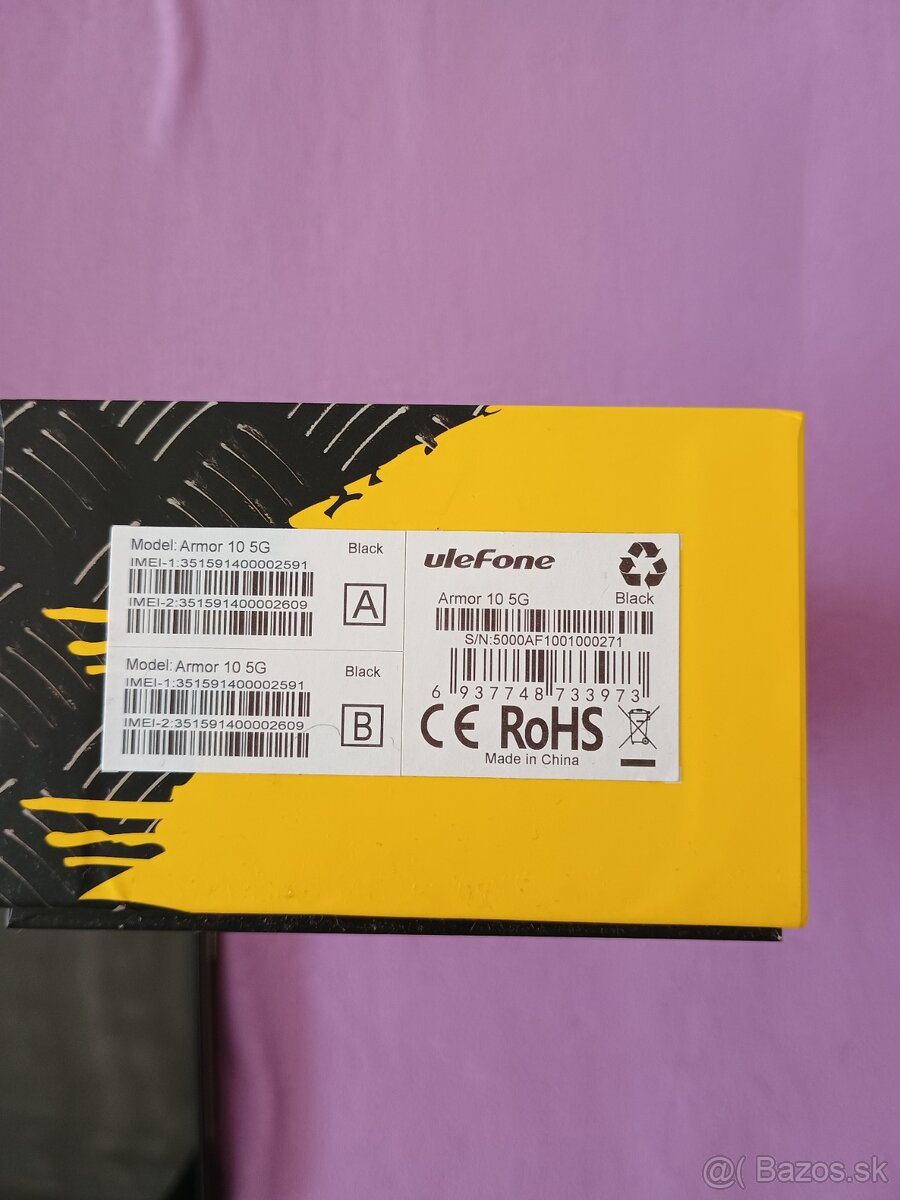 Model: Armor 10 5G Black
IMEI-1:351591400002591
IMEI-2:351591400002609
A
Model: Armor 10 5G Black
IMEI-1:351591400002591
IMEI-2:351591400002609
B
ulefone
Armor 10 5G Black
S/N:5000AF1001000271
6 937748 733973
CE RoHS
Made in China
@( Bazos.sk